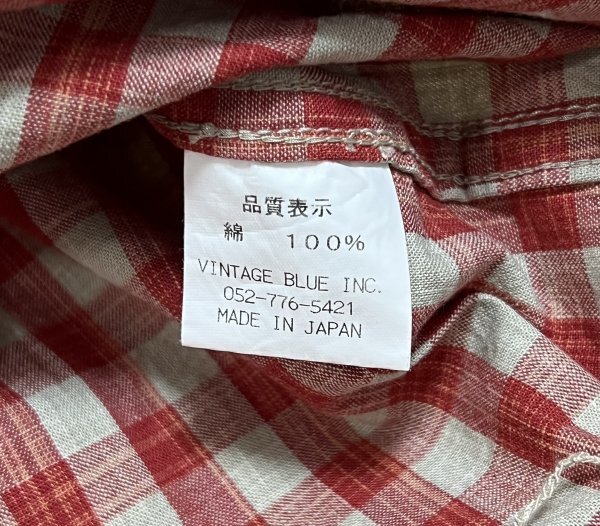 品質表示
綿 100%
VINTAGE BLUE INC.
052-776-5421
MADE IN JAPAN